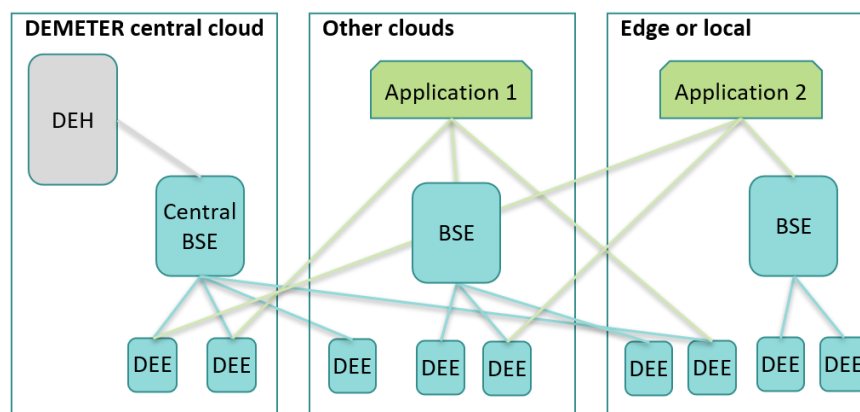 DEMETER central cloud
Other clouds
Edge or local
DEH
Application 1
Application 2
Central
BSE
BSE
BSE
DEE
DEE
DEE
DEE
DEE
DEE
DEE
DEE
DEE